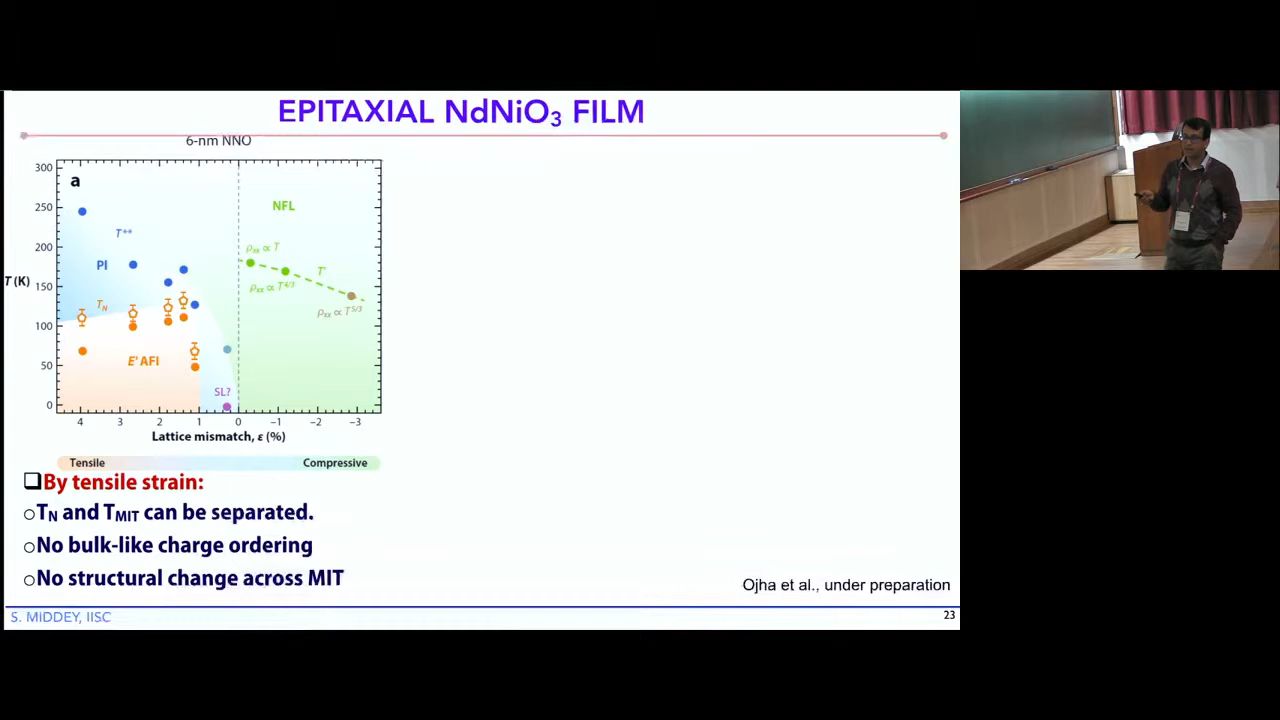 EPITAXIAL NdNiO3 FILM
6-nm NNO
a
300
250
200
150
100
50
0
T (K)
NFL
T**
PI
ρxx ∝ T
T'
ρxx ∝ T4/3
ρxx ∝ T5/3
TN
E' AFI
SL?
4 3 2 1 0 −1 −2 −3
Lattice mismatch, ε (%)
Tensile Compressive
❑By tensile strain:
○TN and TMIT can be separated.
○No bulk-like charge ordering
○No structural change across MIT
Ojha et al., under preparation
S. MIDDEY, IISC
23